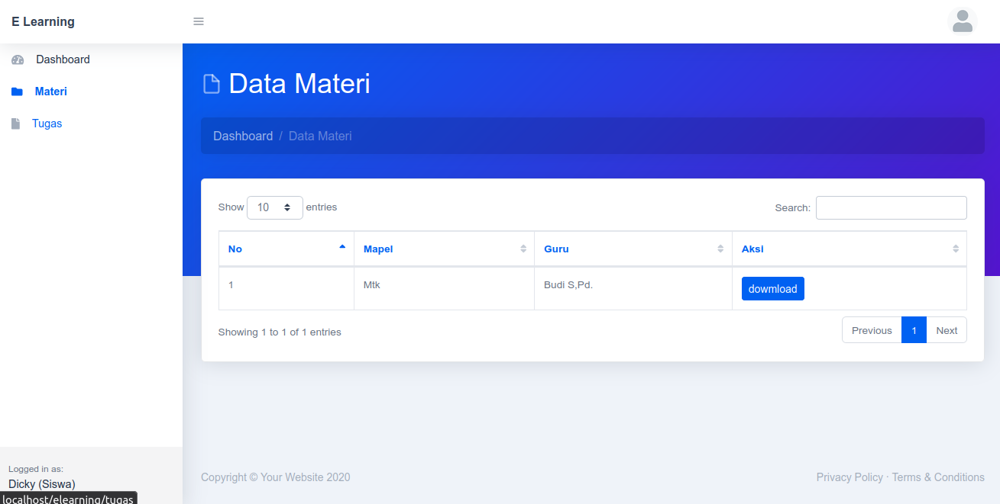 E Learning
Dashboard
Materi
Tugas
Data Materi
Dashboard / Data Materi
Show 10 entries
Search:
No Mapel Guru Aksi
1 Mtk Budi S,Pd. dowmload
Showing 1 to 1 of 1 entries
Previous 1 Next
Logged in as:
Dicky (Siswa)
Copyright © Your Website 2020
Privacy Policy · Terms & Conditions
localhost/elearning/tugas